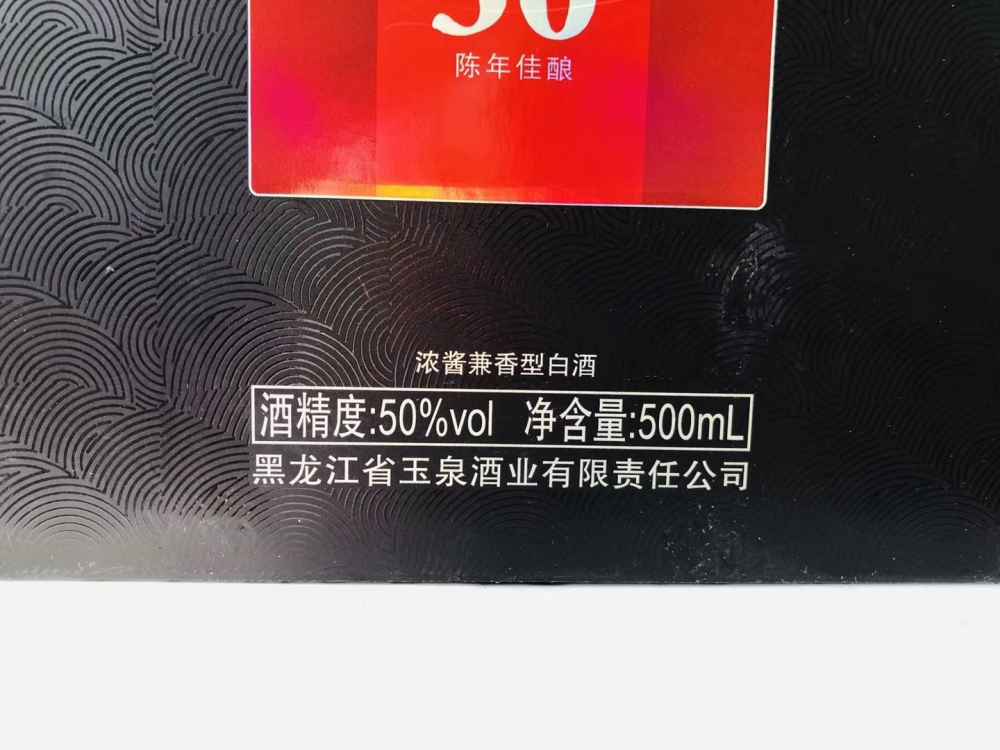 陈年佳酿
浓酱兼香型白酒
酒精度:50%vol 净含量:500mL
黑龙江省玉泉酒业有限责任公司